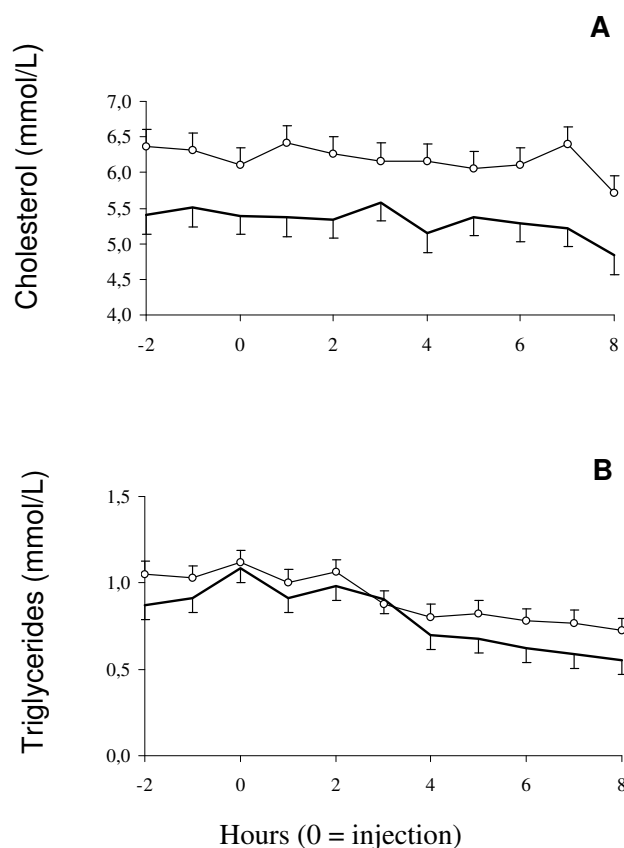 A
Cholesterol (mmol/L)
7,0
6,5
6,0
5,5
5,0
4,5
4,0
-2 0 2 4 6 8
B
Triglycerides (mmol/L)
1,5
1,0
0,5
0,0
-2 0 2 4 6 8
Hours (0 = injection)